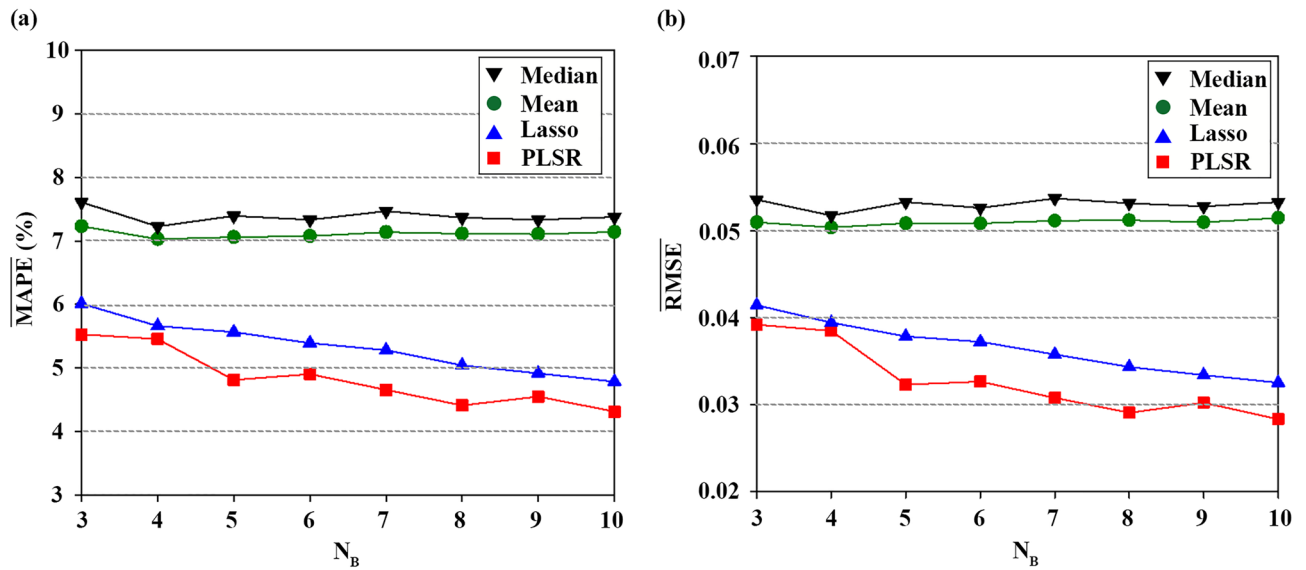 (a)
10
9
8
7
6
5
4
3
MAPE (%)
3 4 5 6 7 8 9 10
N_B
Median
Mean
Lasso
PLSR
(b)
0.07
0.06
0.05
0.04
0.03
0.02
RMSE
3 4 5 6 7 8 9 10
N_B
Median
Mean
Lasso
PLSR